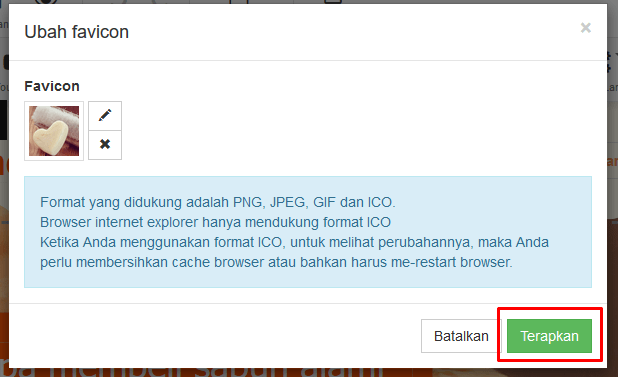 Ubah favicon
×
Favicon
Format yang didukung adalah PNG, JPEG, GIF dan ICO.
Browser internet explorer hanya mendukung format ICO
Ketika Anda menggunakan format ICO, untuk melihat perubahannya, maka Anda
perlu membersihkan cache browser atau bahkan harus me-restart browser.
Batalkan
Terapkan